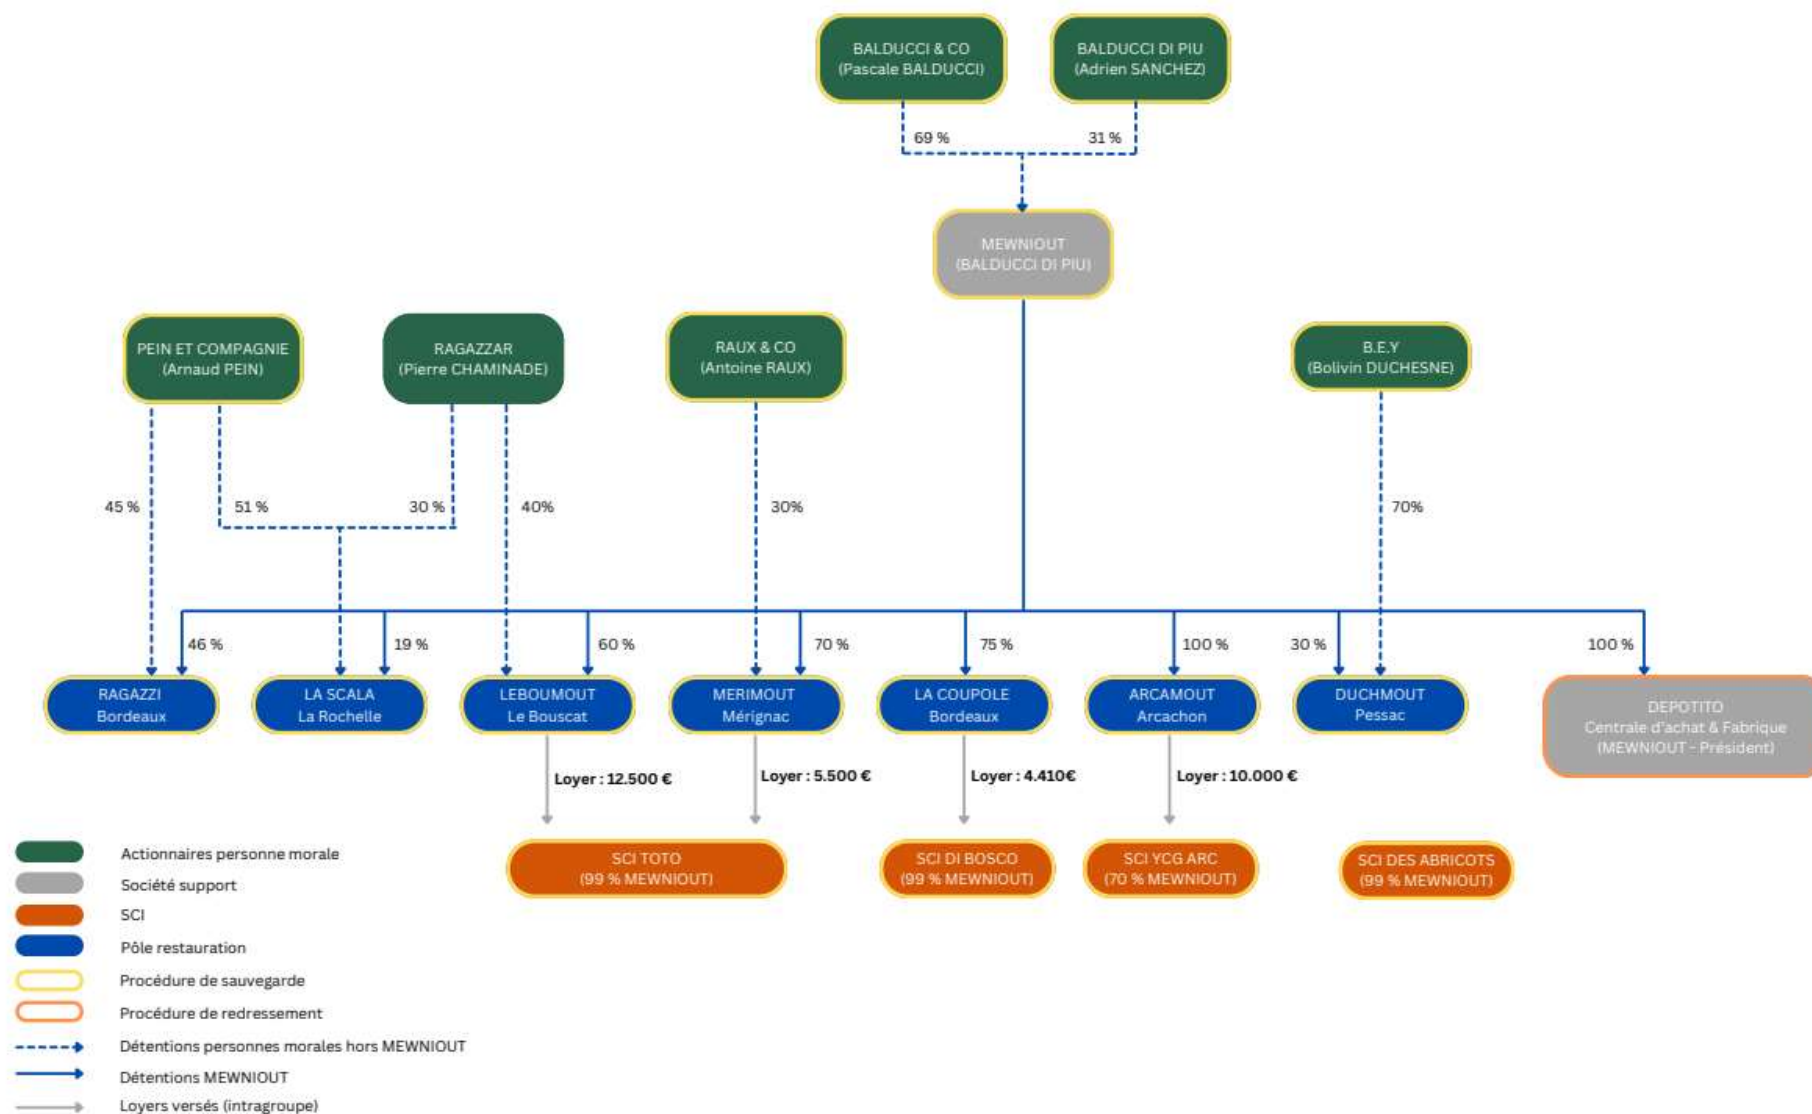 BALDUCCI & CO
(Pascale BALDUCCI)
BALDUCCI DI PIU
(Adrien SANCHEZ)
69 %
31 %
MEWNIOUT
(BALDUCCI DI PIU)
PEIN ET COMPAGNIE
(Arnaud PEIN)
RAGAZZAR
(Pierre CHAMINADE)
RAUX & CO
(Antoine RAUX)
B.E.Y
(Bolivin DUCHESNE)
45 %
51 %
30 %
40%
30%
70%
46 %
19 %
60 %
70 %
75 %
100 %
30 %
100 %
RAGAZZI
Bordeaux
LA SCALA
La Rochelle
LEBOUMOUT
Le Bouscat
MERIMOUT
Mérignac
LA COUPOLE
Bordeaux
ARCAMOUT
Arcachon
DUCHMOUT
Pessac
DEPOTITO
Centrale d'achat & Fabrique
(MEWNIOUT - Président)
Loyer : 12.500 €
Loyer : 5.500 €
Loyer : 4.410€
Loyer : 10.000 €
SCI TOTO
(99 % MEWNIOUT)
SCI DI BOSCO
(99 % MEWNIOUT)
SCI YCG ARC
(70 % MEWNIOUT)
SCI DES ABRICOTS
(99 % MEWNIOUT)
Actionnaires personne morale
Société support
SCI
Pôle restauration
Procédure de sauvegarde
Procédure de redressement
Détentions personnes morales hors MEWNIOUT
Détentions MEWNIOUT
Loyers versés (intragroupe)